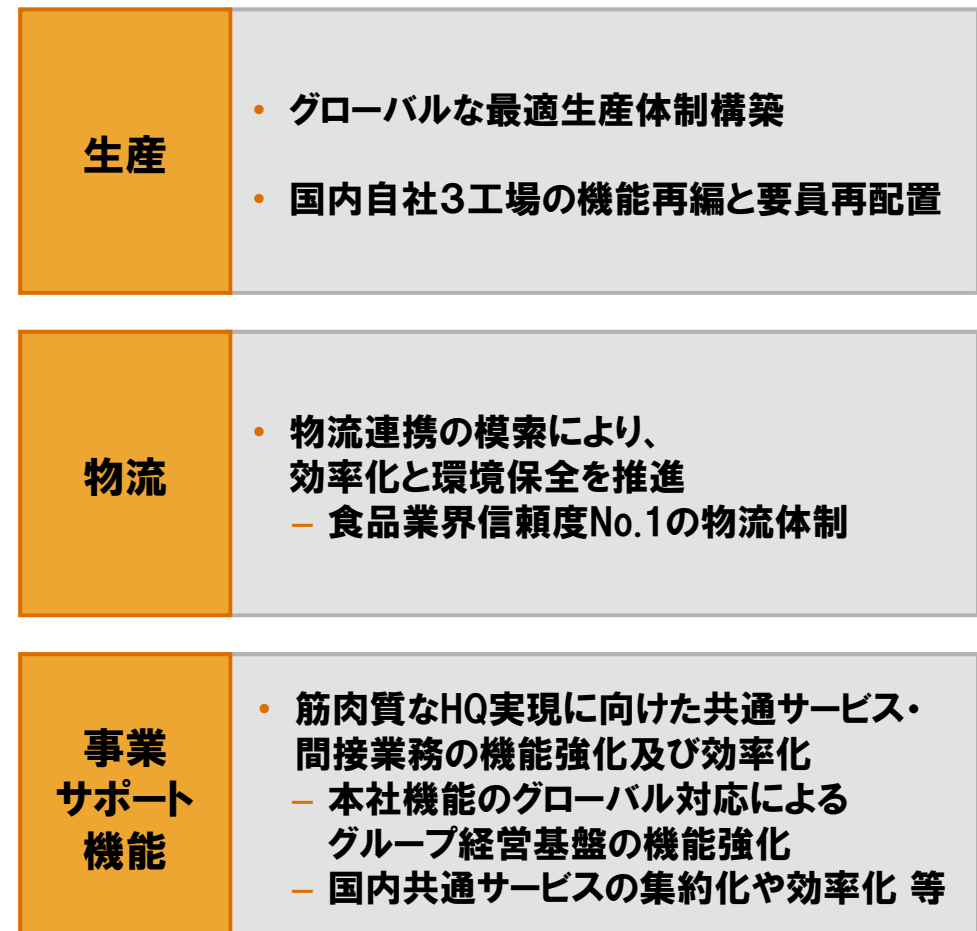 生産
• グローバルな最適生産体制構築
• 国内自社３工場の機能再編と要員再配置
物流
• 物流連携の模索により、
効率化と環境保全を推進
– 食品業界信頼度No.1の物流体制
事業
サポート
機能
• 筋肉質なHQ実現に向けた共通サービス・
間接業務の機能強化及び効率化
– 本社機能のグローバル対応による
グループ経営基盤の機能強化
– 国内共通サービスの集約化や効率化 等